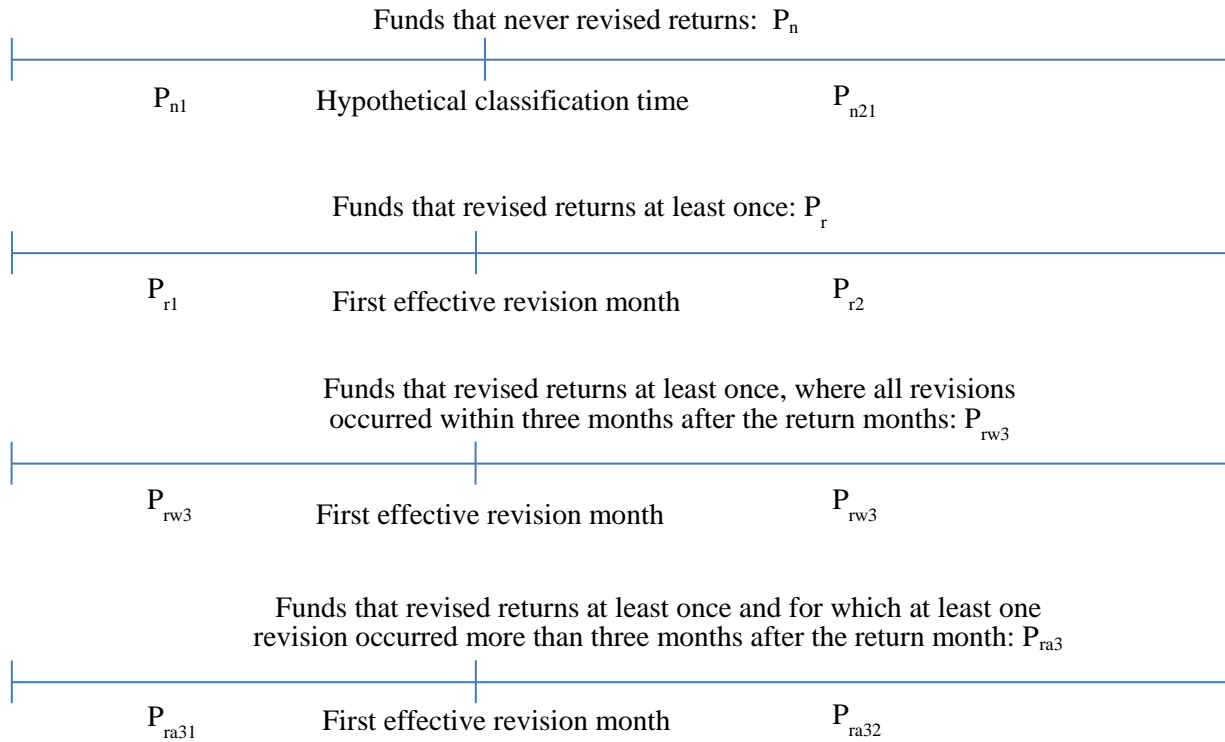 Funds that never revised returns: Pn
Pn1 Hypothetical classification time Pn21
Funds that revised returns at least once: Pr
Pr1 First effective revision month Pr2
Funds that revised returns at least once, where all revisions
occurred within three months after the return months: Prw3
Prw3 First effective revision month Prw3
Funds that revised returns at least once and for which at least one
revision occurred more than three months after the return month: Pra3
Pra31 First effective revision month Pra32